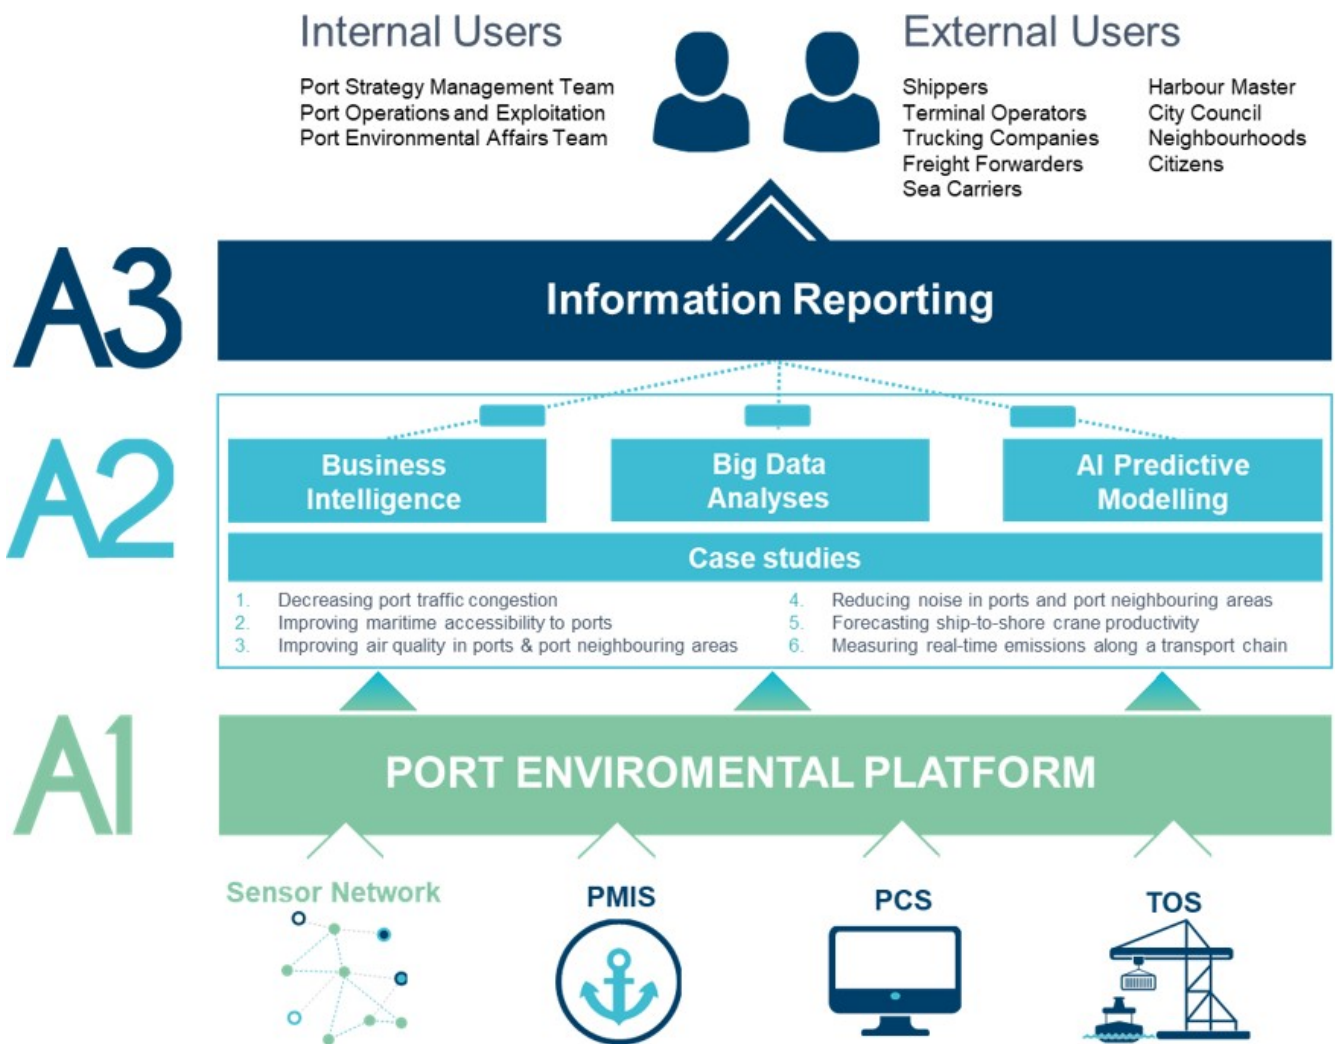 Internal Users
Port Strategy Management Team
Port Operations and Exploitation
Port Environmental Affairs Team
External Users
Shippers
Terminal Operators
Trucking Companies
Freight Forwarders
Sea Carriers
Harbour Master
City Council
Neighbourhoods
Citizens
A3
Information Reporting
A2
Business
Intelligence
Big Data
Analyses
AI Predictive
Modelling
Case studies
1. Decreasing port traffic congestion
2. Improving maritime accessibility to ports
3. Improving air quality in ports & port neighbouring areas
4. Reducing noise in ports and port neighbouring areas
5. Forecasting ship-to-shore crane productivity
6. Measuring real-time emissions along a transport chain
A1
PORT ENVIROMENTAL PLATFORM
Sensor Network
PMIS
PCS
TOS